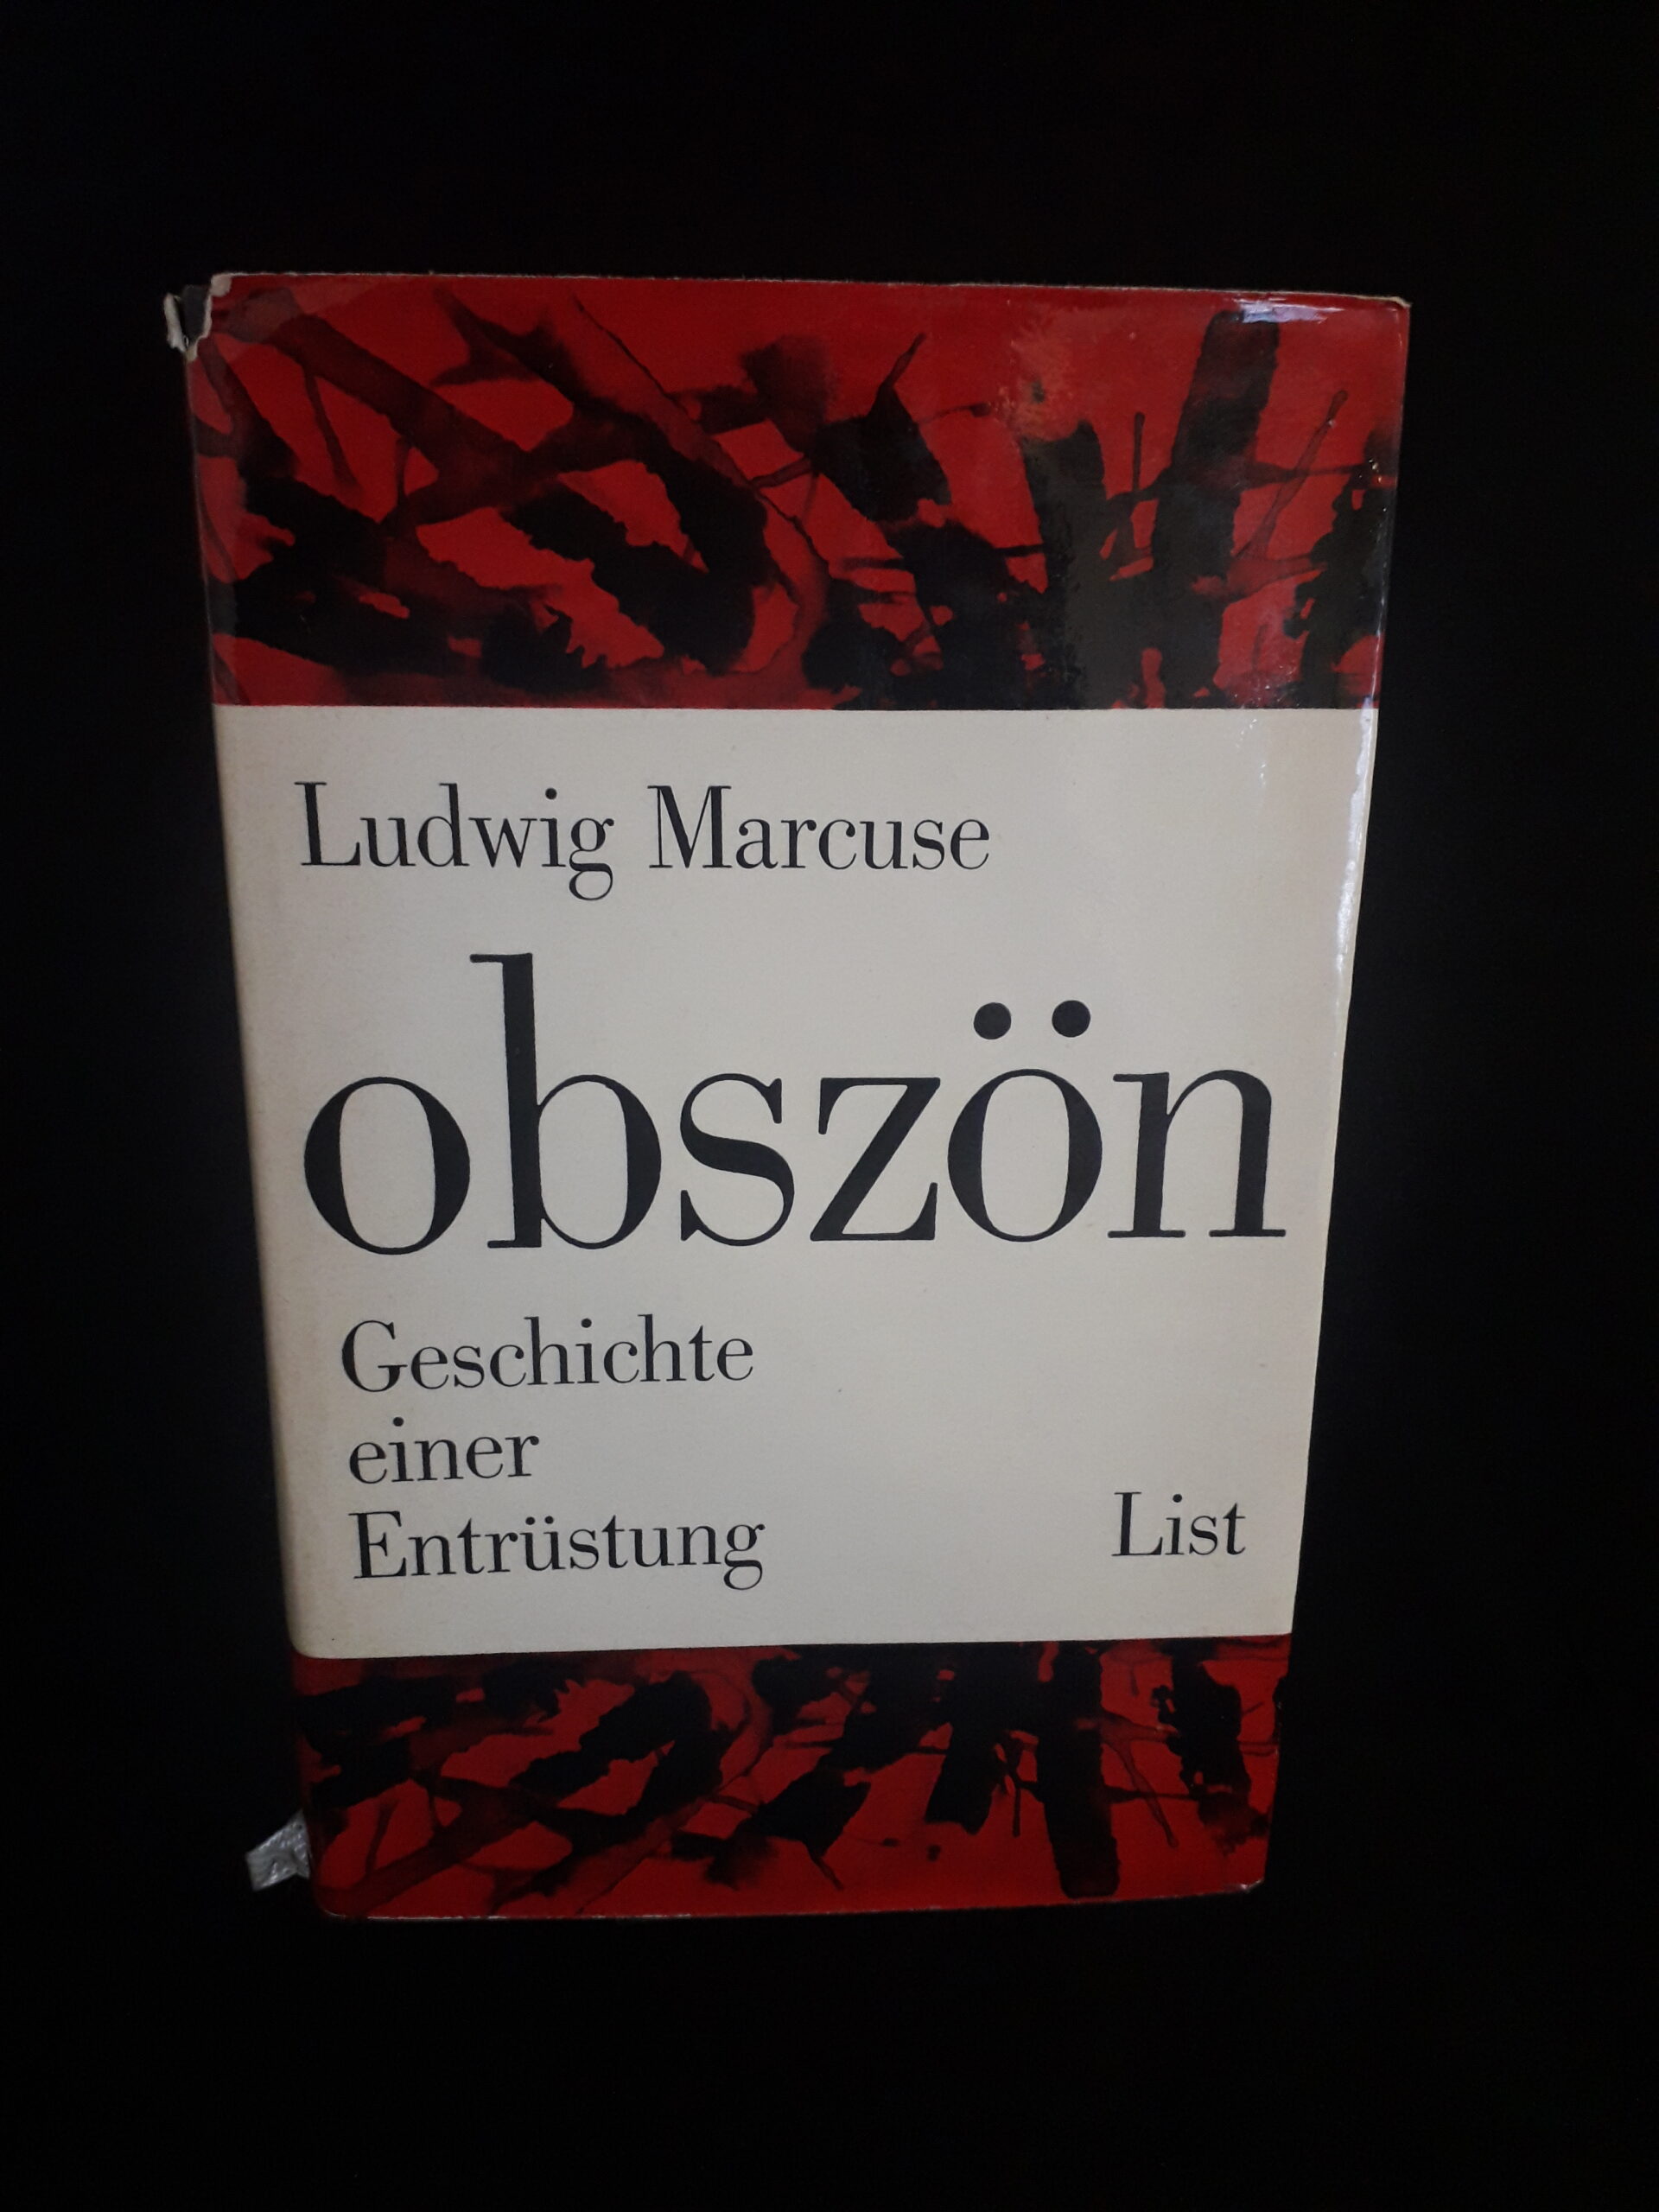 Ludwig Marcuse
obszön
Geschichte
einer
Entrüstung
List